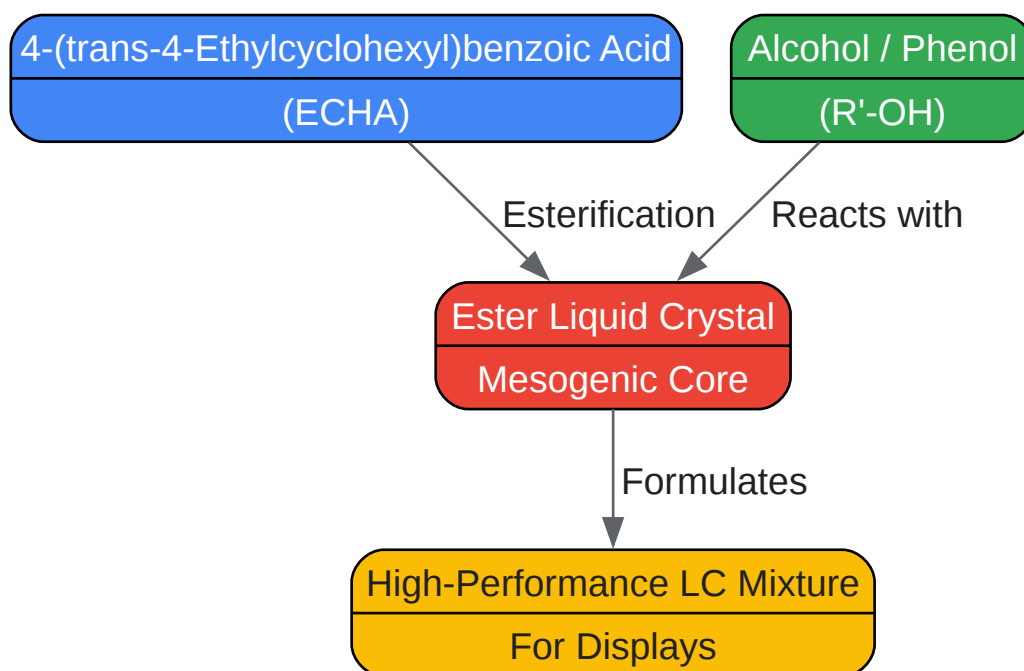 4-(trans-4-Ethylcyclohexyl)benzoic Acid
(ECHA)
Alcohol / Phenol
(R'-OH)
Esterification
Reacts with
Ester Liquid Crystal
Mesogenic Core
Formulates
High-Performance LC Mixture
For Displays